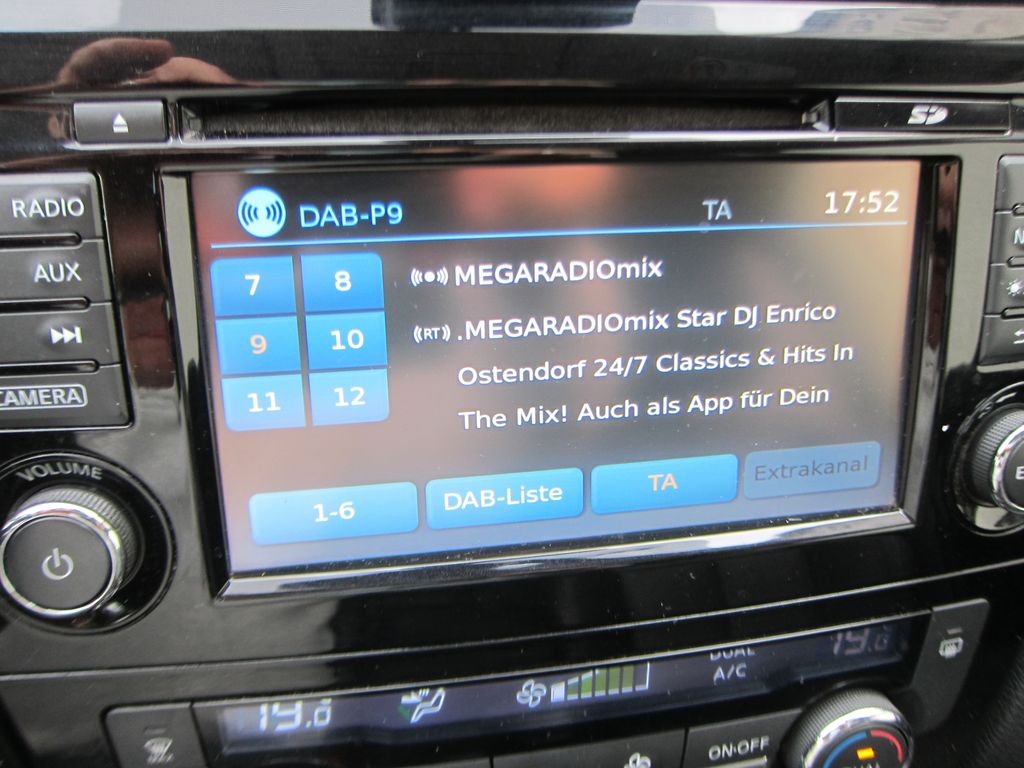 SD
RADIO
AUX
CAMERA
VOLUME
DAB-P9
TA
17:52
7
8
9
10
11
12
MEGARADIOmix
(RT) .MEGARADIOmix Star DJ Enrico
Ostendorf 24/7 Classics & Hits In
The Mix! Auch als App für Dein
1-6
DAB-Liste
TA
Extrakanal
19.0
DUAL
A/C
19.0
ON·OFF